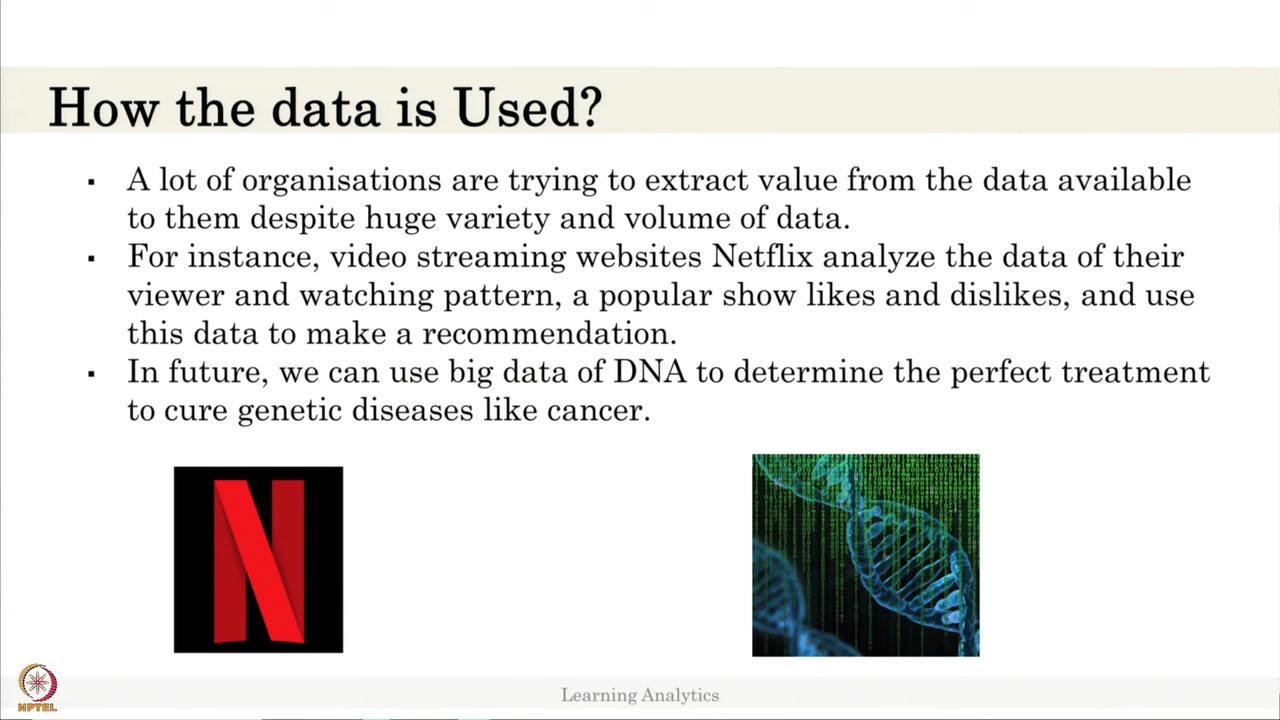 How the data is Used?
▪ A lot of organisations are trying to extract value from the data available
to them despite huge variety and volume of data.
▪ For instance, video streaming websites Netflix analyze the data of their
viewer and watching pattern, a popular show likes and dislikes, and use
this data to make a recommendation.
▪ In future, we can use big data of DNA to determine the perfect treatment
to cure genetic diseases like cancer.
N
NPTEL
Learning Analytics